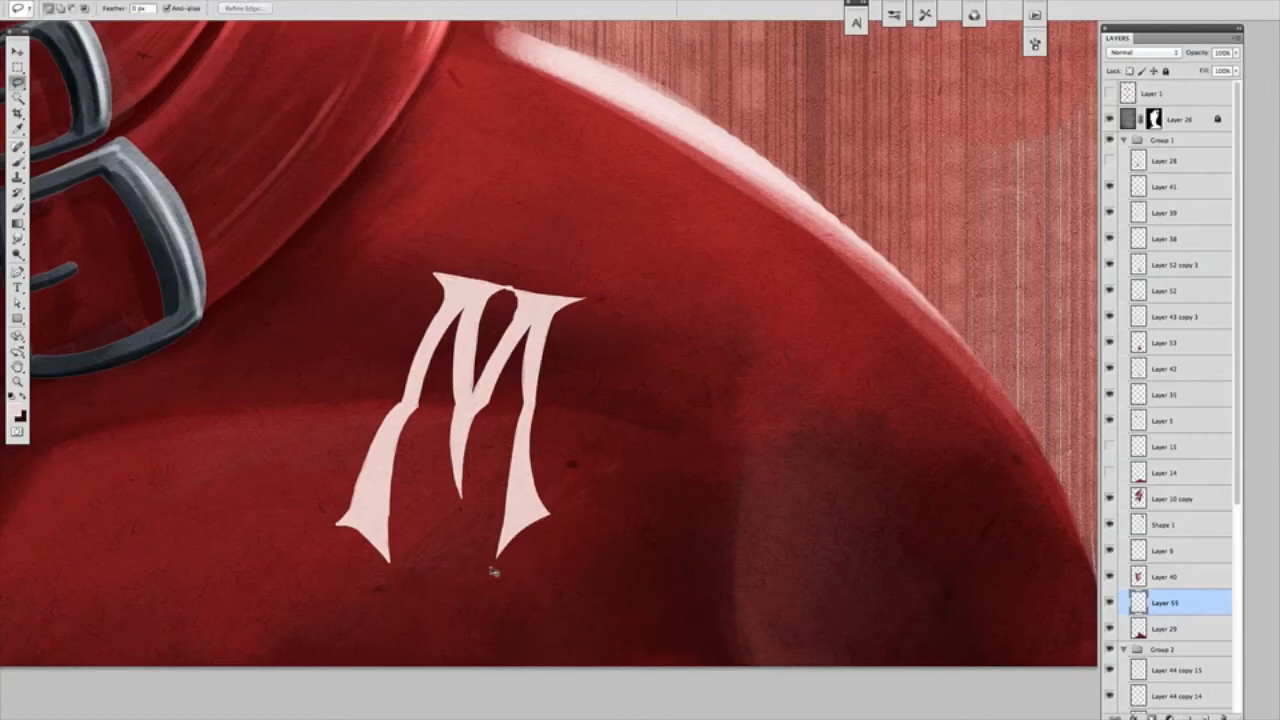 Feather: 0 px Anti-alias Refine Edge...
A|
LAYERS
Normal Opacity: 100%
Lock: Fill: 100%
Layer 1
Layer 26
Group 1
Layer 28
Layer 41
Layer 39
Layer 38
Layer 52 copy 3
Layer 52
Layer 43 copy 3
Layer 53
Layer 42
Layer 35
Layer 5
Layer 15
Layer 14
Layer 10 copy
Shape 1
Layer 9
Layer 40
Layer 55
Layer 29
Group 2
Layer 44 copy 15
Layer 44 copy 14
M
T